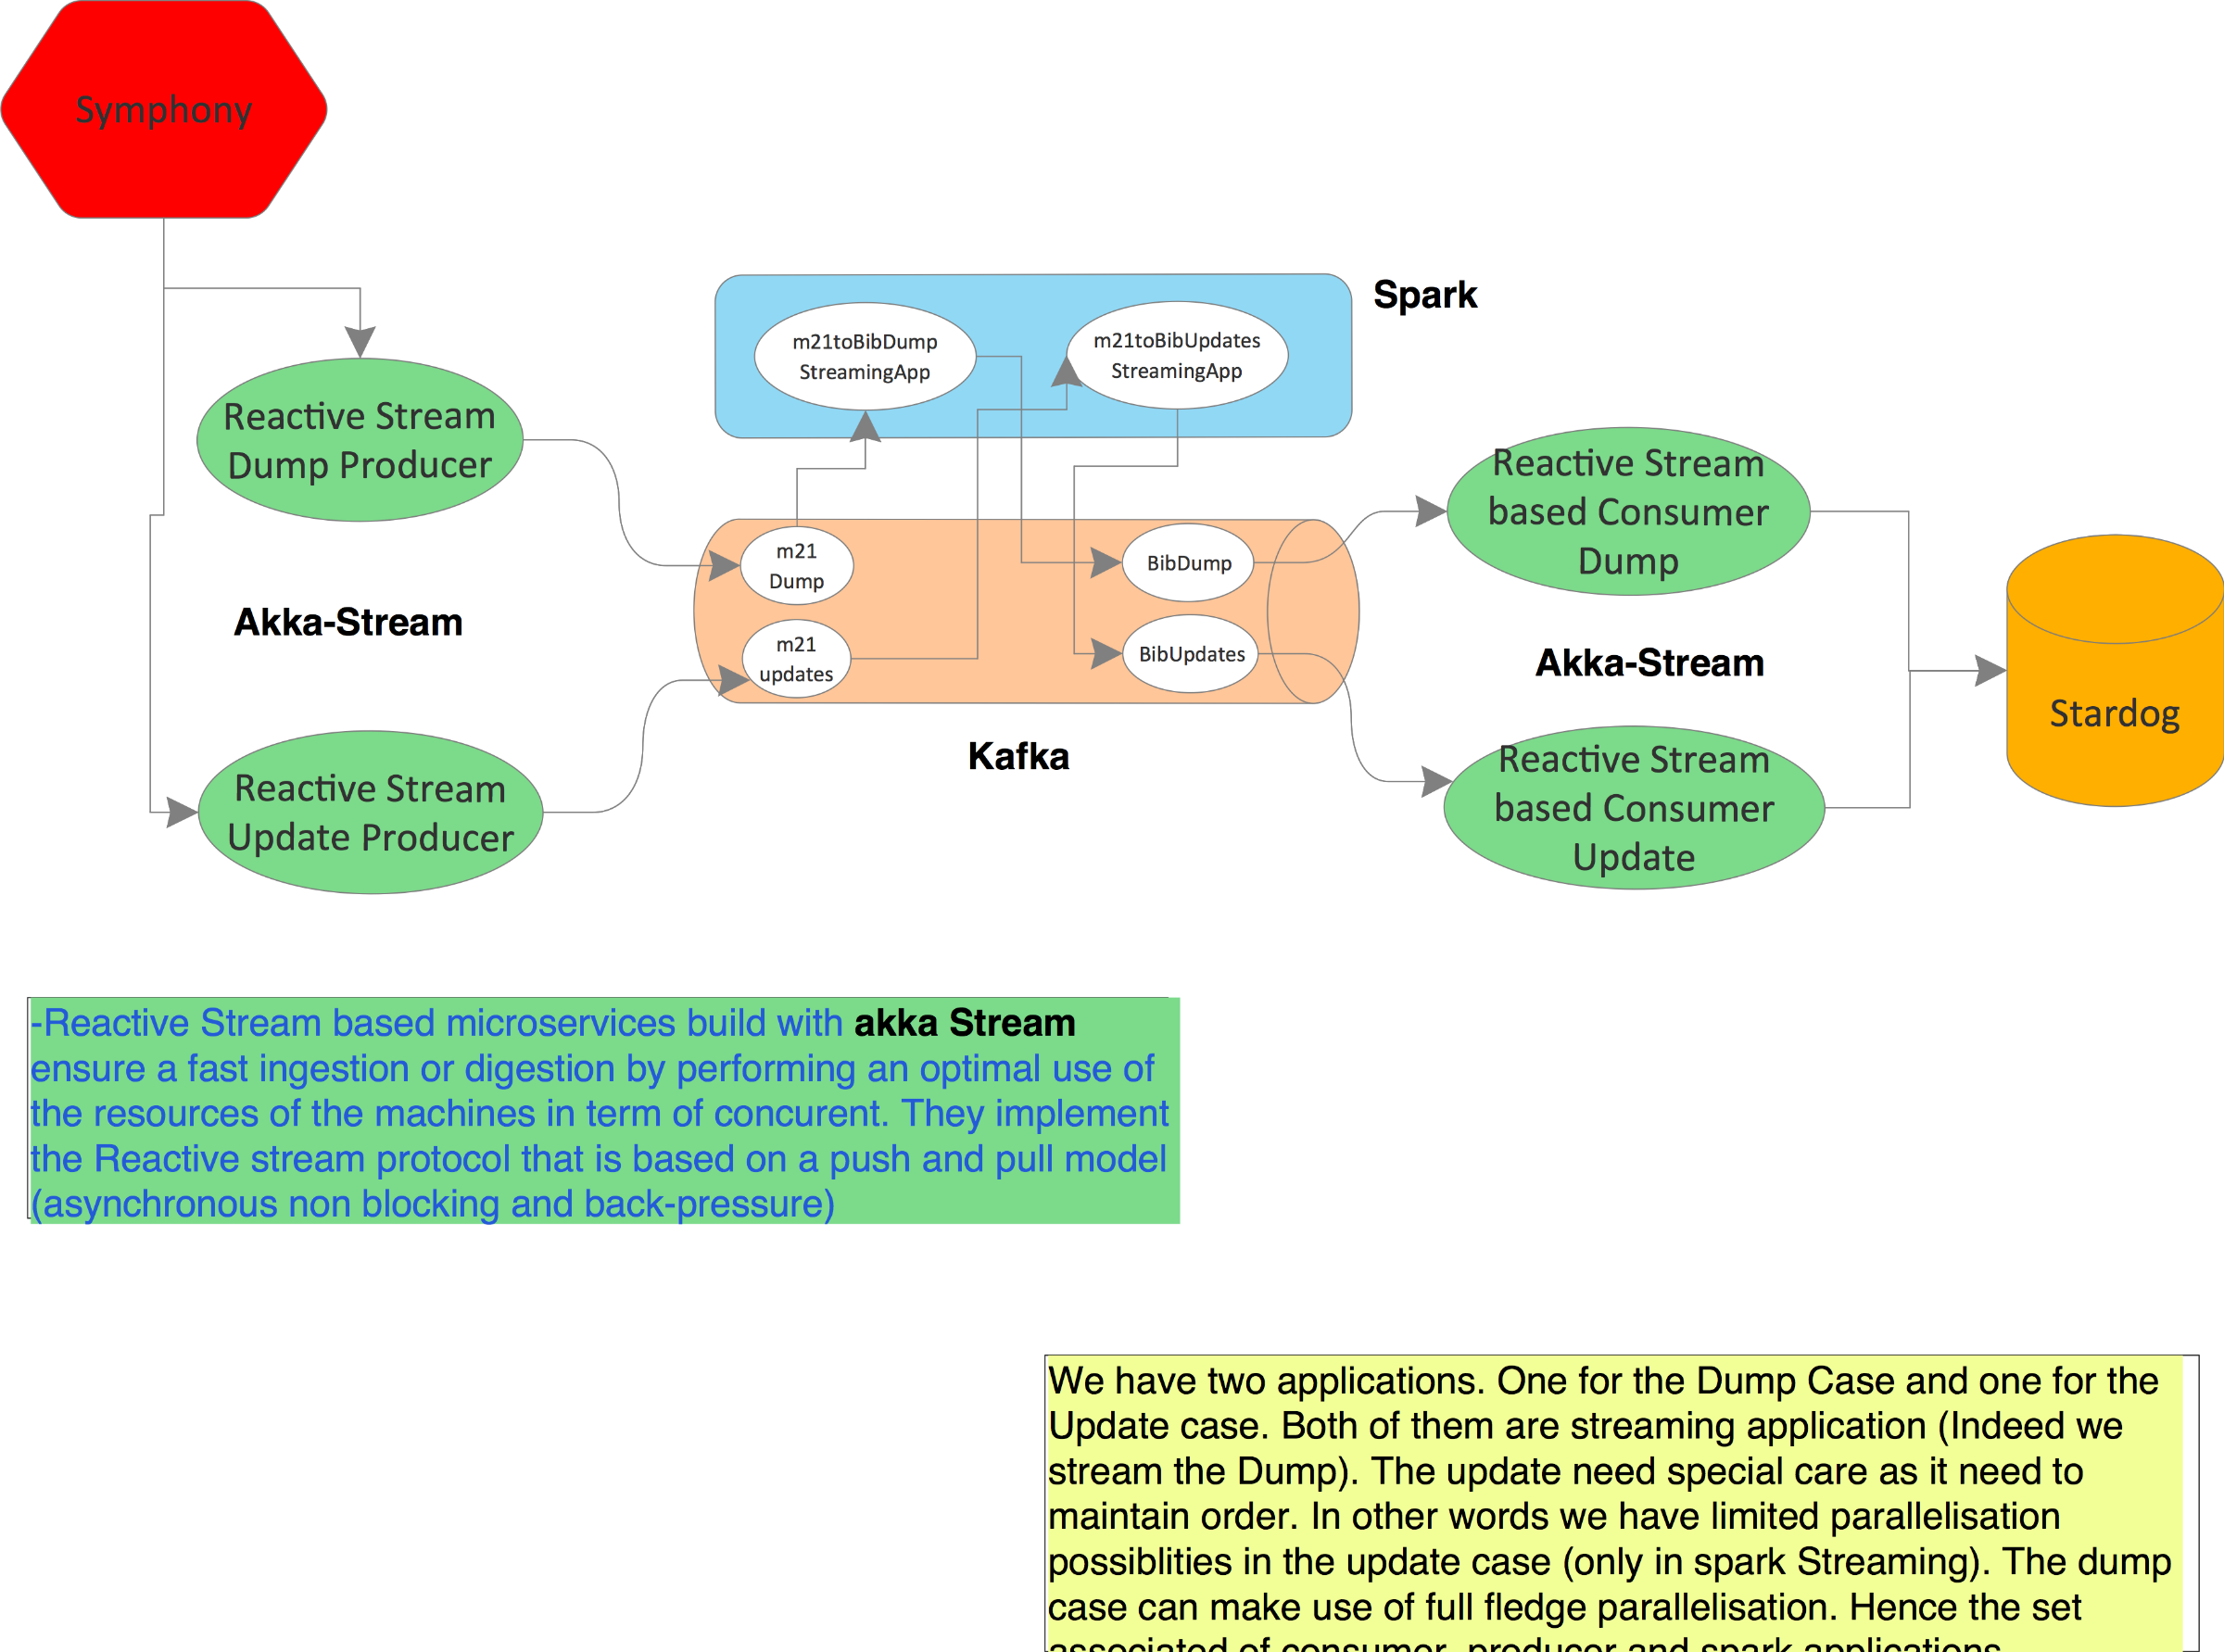 Symphony
Spark
m21toBibDump
StreamingApp
m21toBibUpdates
StreamingApp
Reactive Stream
Dump Producer
Reactive Stream
based Consumer
Dump
m21
Dump
BibDump
Akka-Stream
m21
updates
BibUpdates
Akka-Stream
Stardog
Kafka
Reactive Stream
Update Producer
Reactive Stream
based Consumer
Update
-Reactive Stream based microservices build with akka Stream
ensure a fast ingestion or digestion by performing an optimal use of
the resources of the machines in term of concurent. They implement
the Reactive stream protocol that is based on a push and pull model
(asynchronous non blocking and back-pressure)
We have two applications. One for the Dump Case and one for the
Update case. Both of them are streaming application (Indeed we
stream the Dump). The update need special care as it need to
maintain order. In other words we have limited parallelisation
possiblities in the update case (only in spark Streaming). The dump
case can make use of full fledge parallelisation. Hence the set
associated of consumer, producer and spark applications